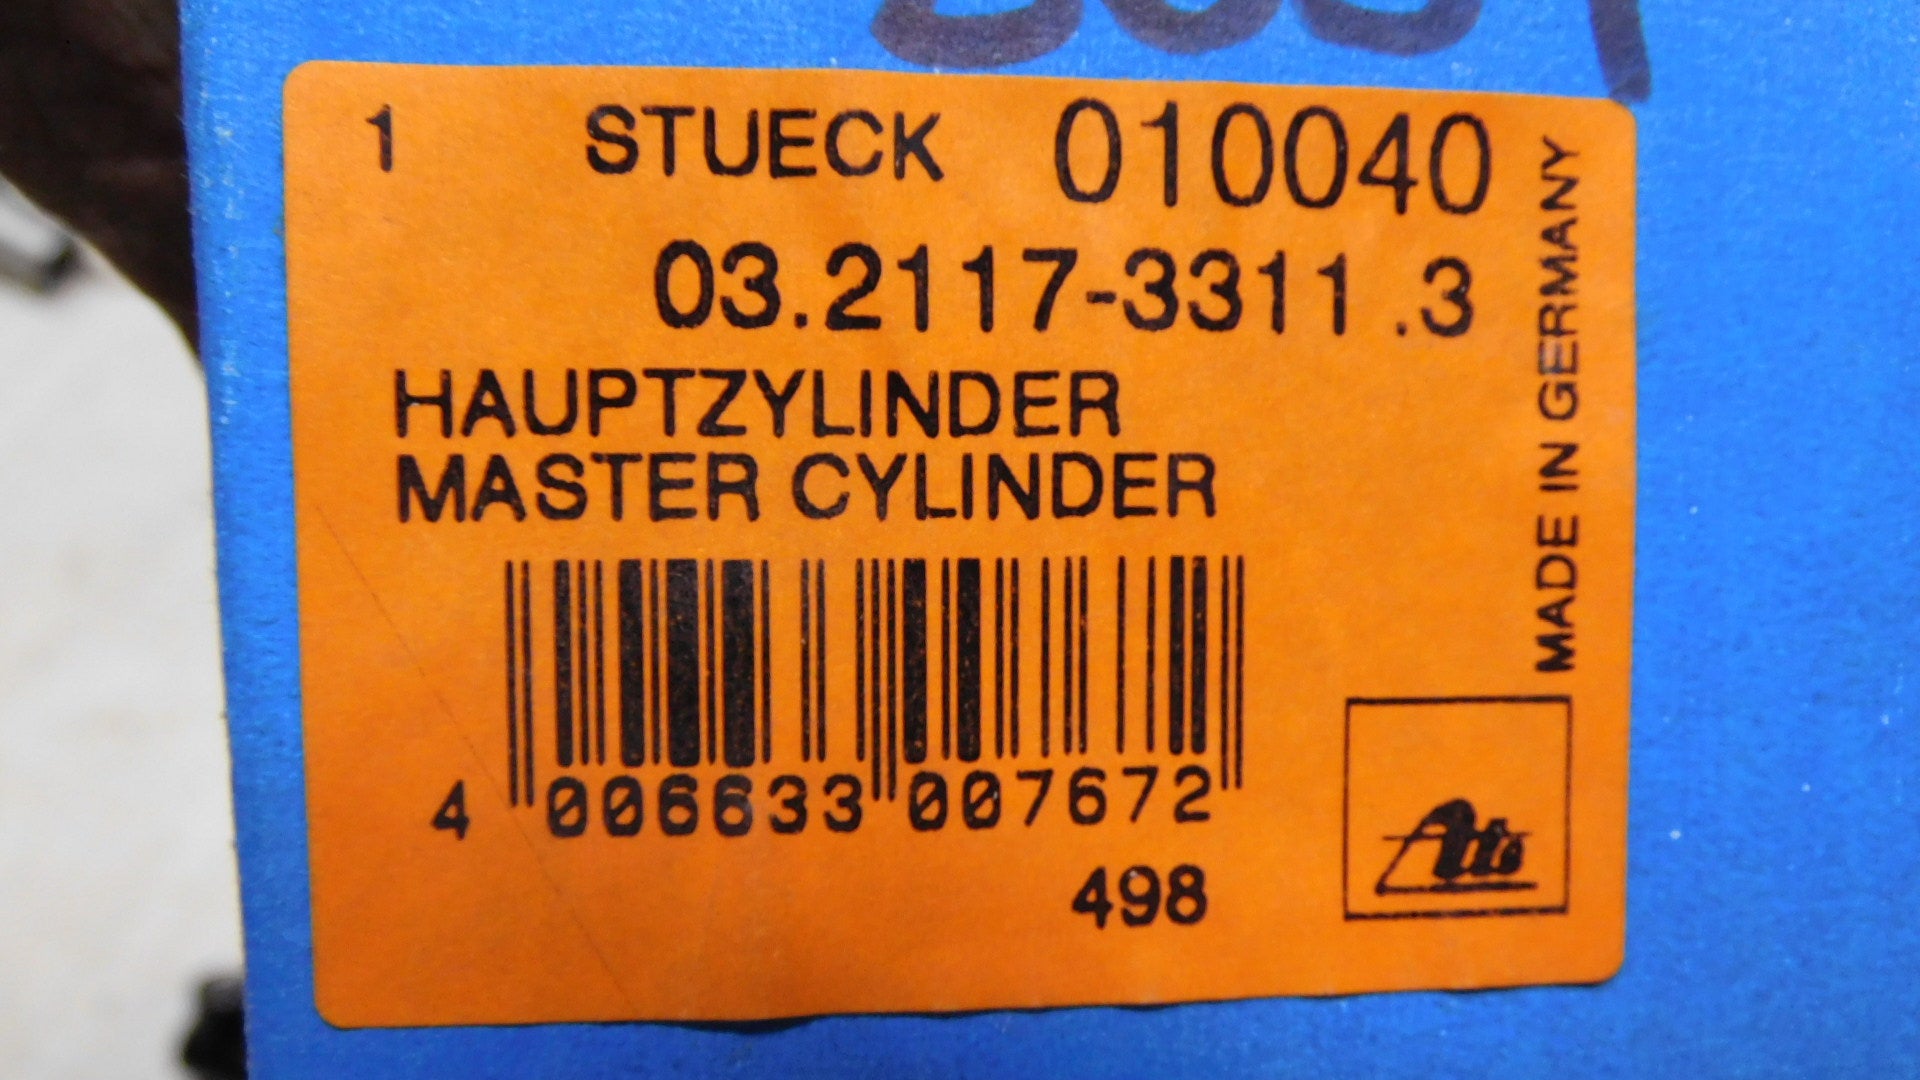 1 STUECK 010040
03.2117-3311.3
HAUPTZYLINDER
MASTER CYLINDER
4 006633 007672
498
MADE IN GERMANY
Ate